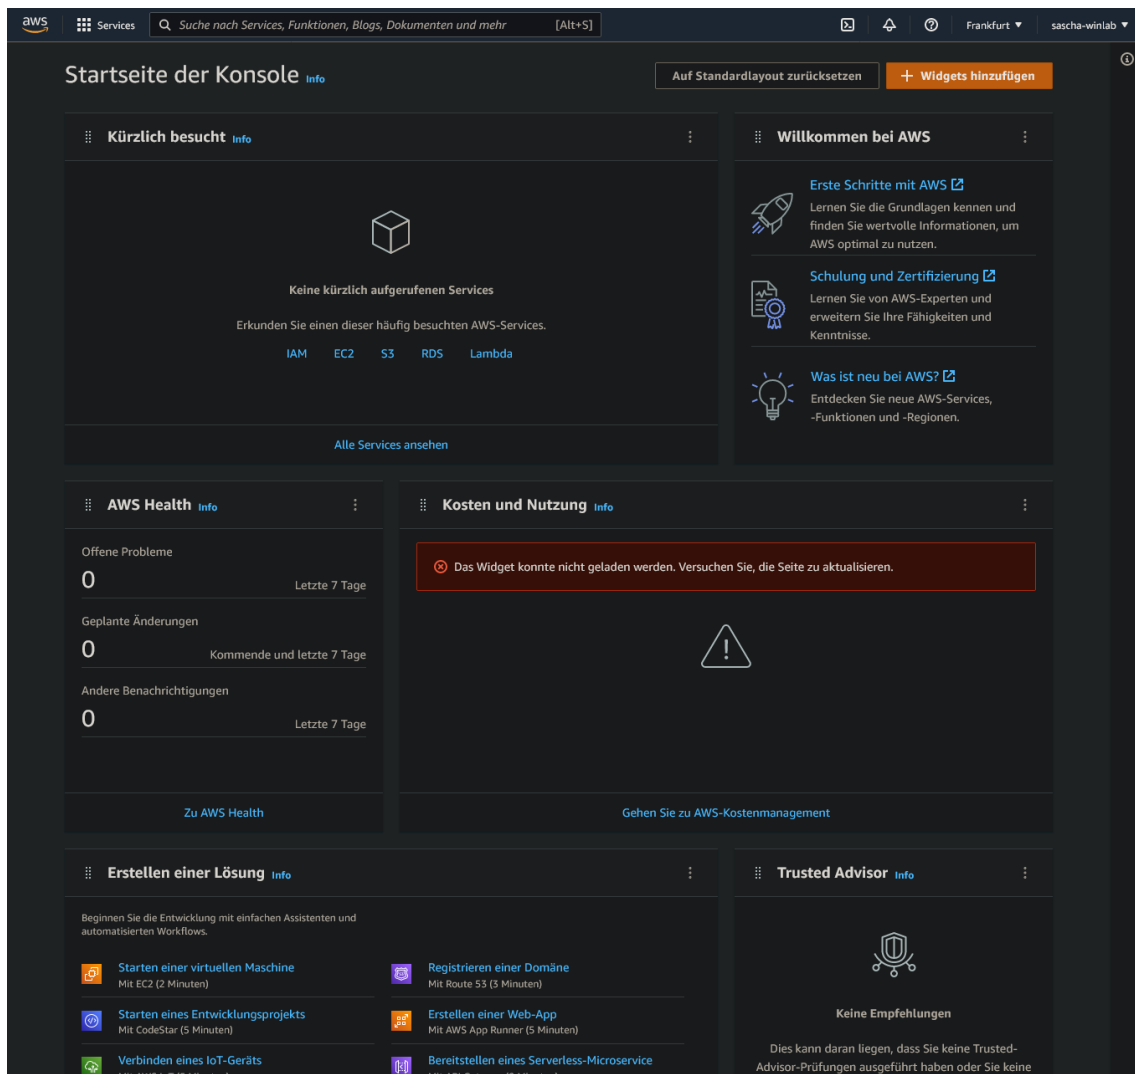 aws
Services
Suche nach Services, Funktionen, Blogs, Dokumenten und mehr
[Alt+S]
Frankfurt ▼
sascha-winlab ▼
Startseite der Konsole Info
Auf Standardlayout zurücksetzen
+ Widgets hinzufügen
Kürzlich besucht Info
Keine kürzlich aufgerufenen Services
Erkunden Sie einen dieser häufig besuchten AWS-Services.
IAM EC2 S3 RDS Lambda
Alle Services ansehen
Willkommen bei AWS
Erste Schritte mit AWS
Lernen Sie die Grundlagen kennen und
finden Sie wertvolle Informationen, um
AWS optimal zu nutzen.
Schulung und Zertifizierung
Lernen Sie von AWS-Experten und
erweitern Sie Ihre Fähigkeiten und
Kenntnisse.
Was ist neu bei AWS?
Entdecken Sie neue AWS-Services,
-Funktionen und -Regionen.
AWS Health Info
Offene Probleme
0 Letzte 7 Tage
Geplante Änderungen
0 Kommende und letzte 7 Tage
Andere Benachrichtigungen
0 Letzte 7 Tage
Zu AWS Health
Kosten und Nutzung Info
Das Widget konnte nicht geladen werden. Versuchen Sie, die Seite zu aktualisieren.
Gehen Sie zu AWS-Kostenmanagement
Erstellen einer Lösung Info
Beginnen Sie die Entwicklung mit einfachen Assistenten und
automatisierten Workflows.
Starten einer virtuellen Maschine
Mit EC2 (2 Minuten)
Registrieren einer Domäne
Mit Route 53 (3 Minuten)
Starten eines Entwicklungsprojekts
Mit CodeStar (5 Minuten)
Erstellen einer Web-App
Mit AWS App Runner (5 Minuten)
Verbinden eines IoT-Geräts
Bereitstellen eines Serverless-Microservice
Trusted Advisor Info
Keine Empfehlungen
Dies kann daran liegen, dass Sie keine Trusted-
Advisor-Prüfungen ausgeführt haben oder Sie keine